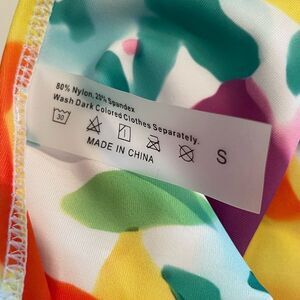 80% Nylon, 20% Spandex
Wash Dark Colored Clothes Separately.
30
MADE IN CHINA
S